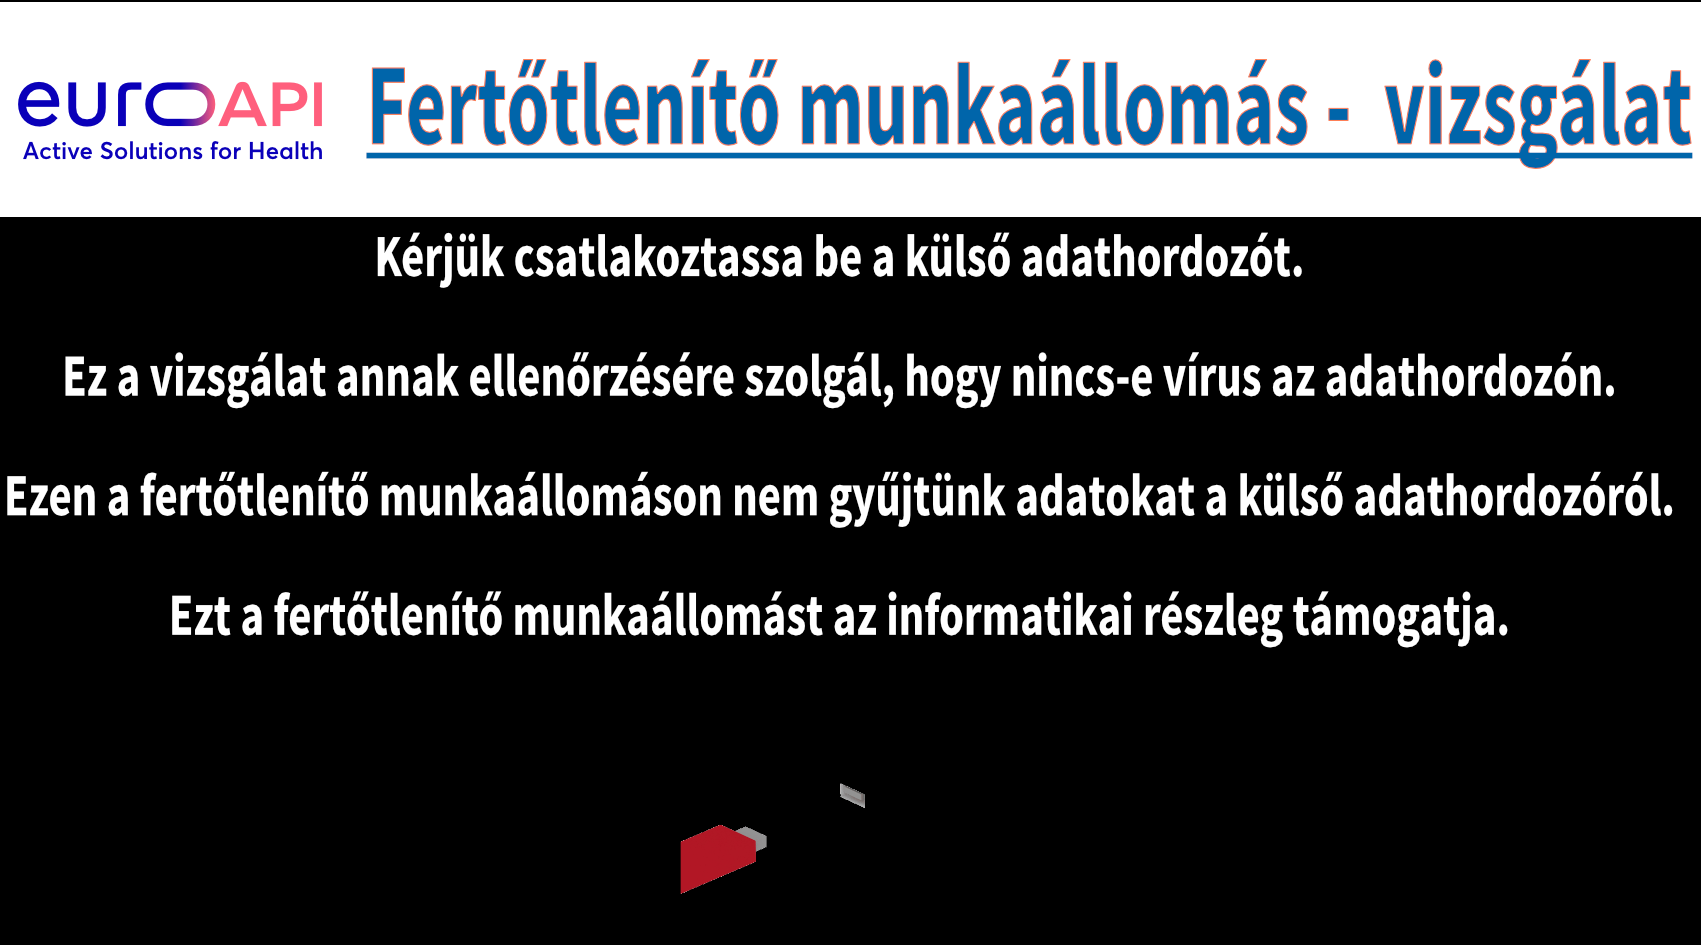 euroAPI
Active Solutions for Health
Fertőtlenítő munkaállomás - vizsgálat
Kérjük csatlakoztassa be a külső adathordozót.
Ez a vizsgálat annak ellenőrzésére szolgál, hogy nincs-e vírus az adathordozón.
Ezen a fertőtlenítő munkaállomáson nem gyűjtünk adatokat a külső adathordozóról.
Ezt a fertőtlenítő munkaállomást az informatikai részleg támogatja.